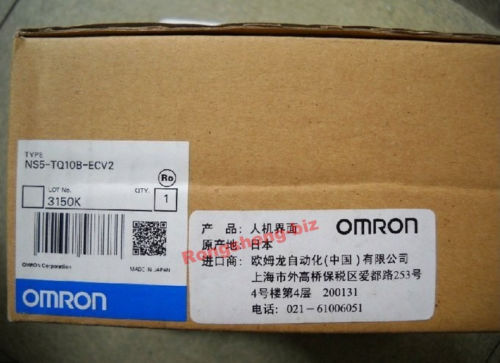 TYPE
NS5-TQ10B-ECV2
Ro
LOT No.
3150K
QTY.
1
OMRON Corporation
MADE IN JAPAN
OMRON
Rongsheng.biz
产 品：人机界面 OMRON
原产地：日本
进口商：欧姆龙自动化(中国)有限公司
上海市外高桥保税区爱都路253号
4号楼第4层 200131
电话：021-61006051